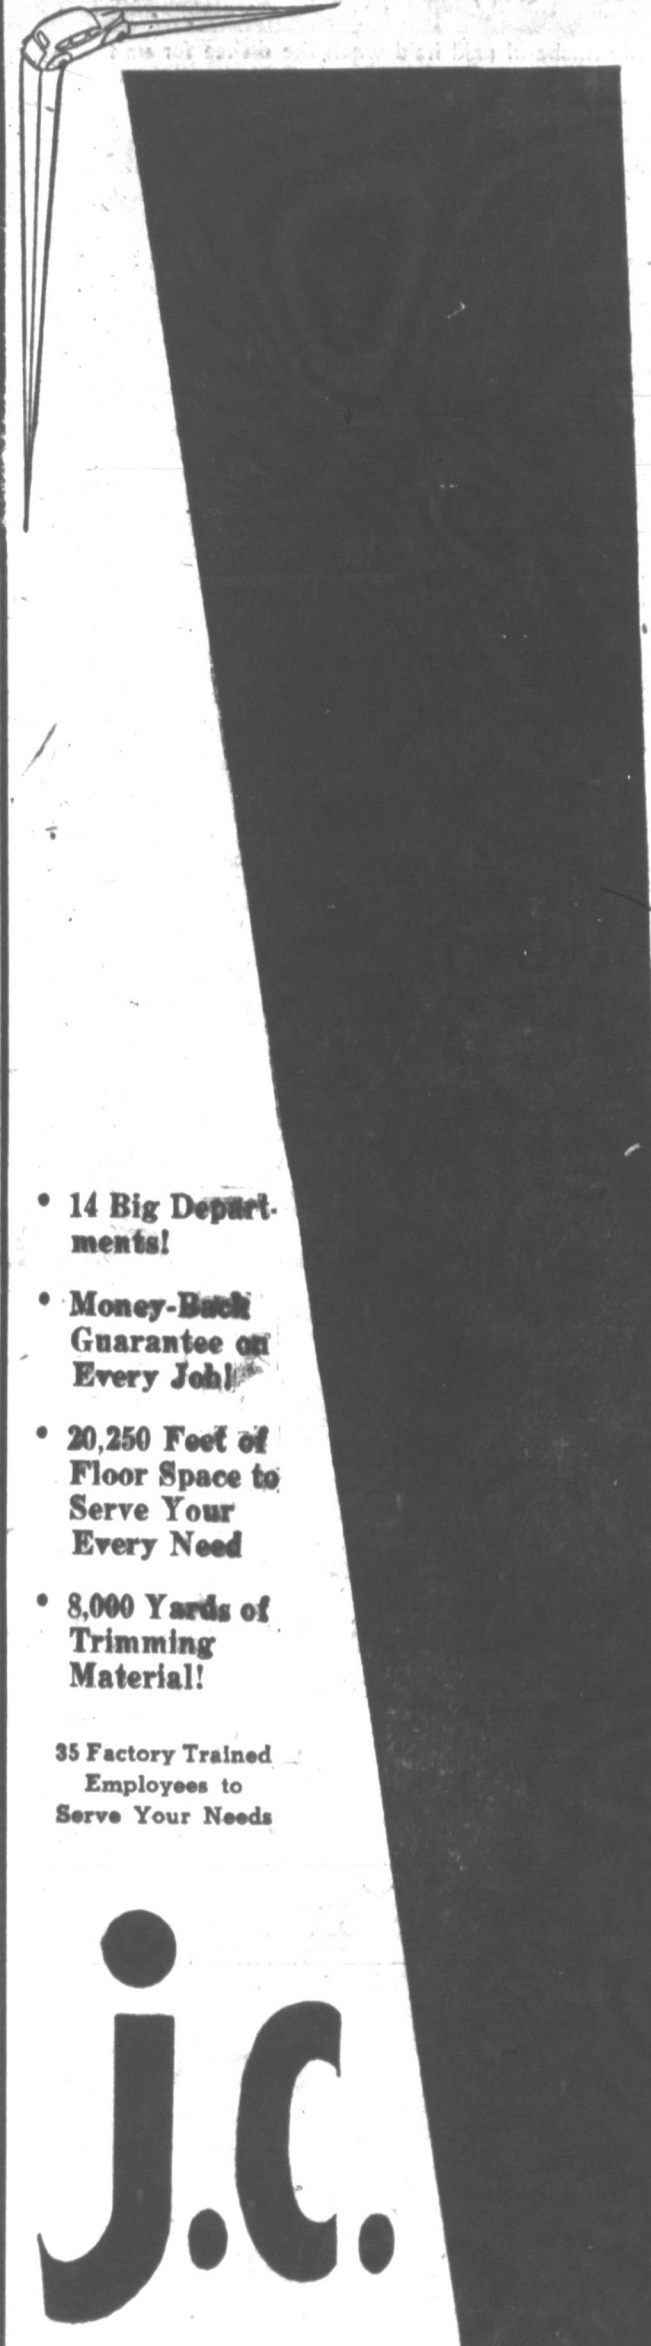 • 14 Big Depart-
ments!
• Money-Back
Guarantee on
Every Job!
• 20,250 Feet of
Floor Space to
Serve Your
Every Need
• 8,000 Yards of
Trimming
Material!
35 Factory Trained
Employees to
Serve Your Needs
j.c.